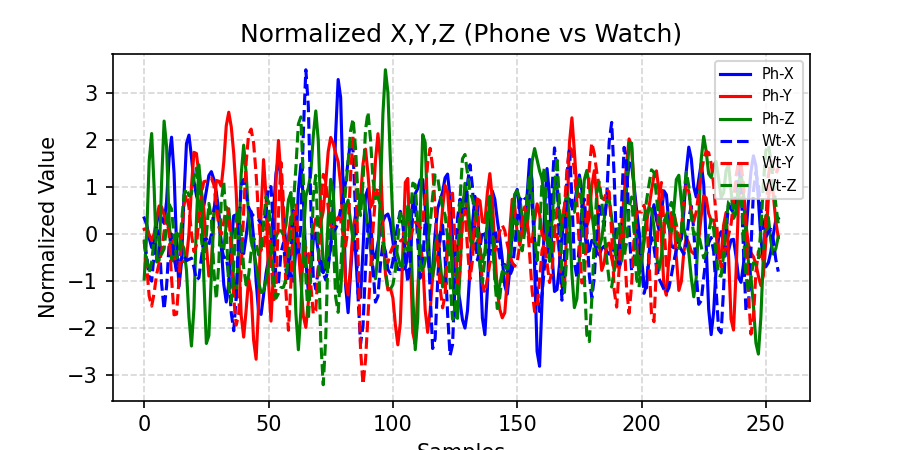 Normalized X,Y,Z (Phone vs Watch)
Normalized Value
3
2
1
0
−1
−2
−3
Ph-X
Ph-Y
Ph-Z
Wt-X
Wt-Y
Wt-Z
0 50 100 150 200 250
Samples